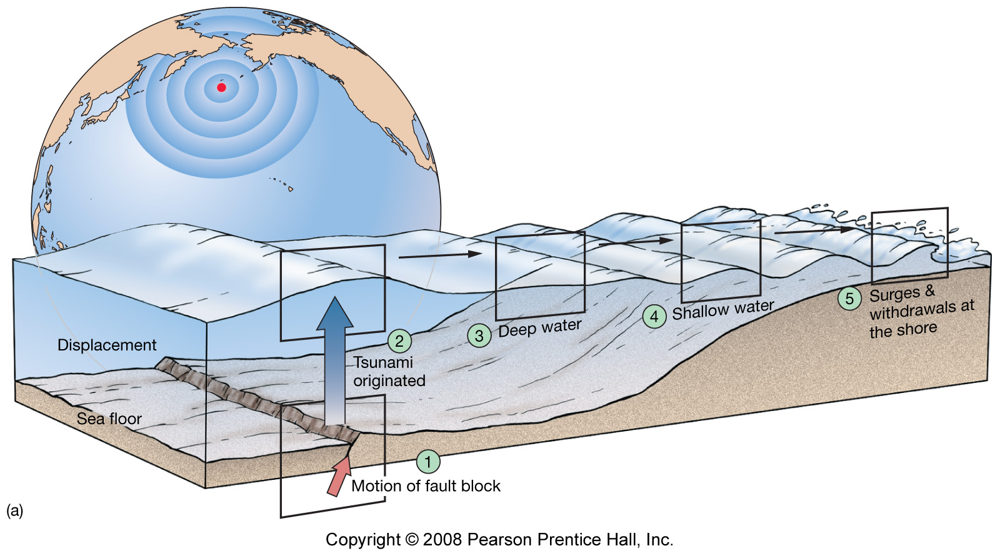 Displacement
Sea floor
1
Motion of fault block
2
Tsunami
originated
3
Deep water
4
Shallow water
5
Surges &
withdrawals at
the shore
(a)
Copyright © 2008 Pearson Prentice Hall, Inc.